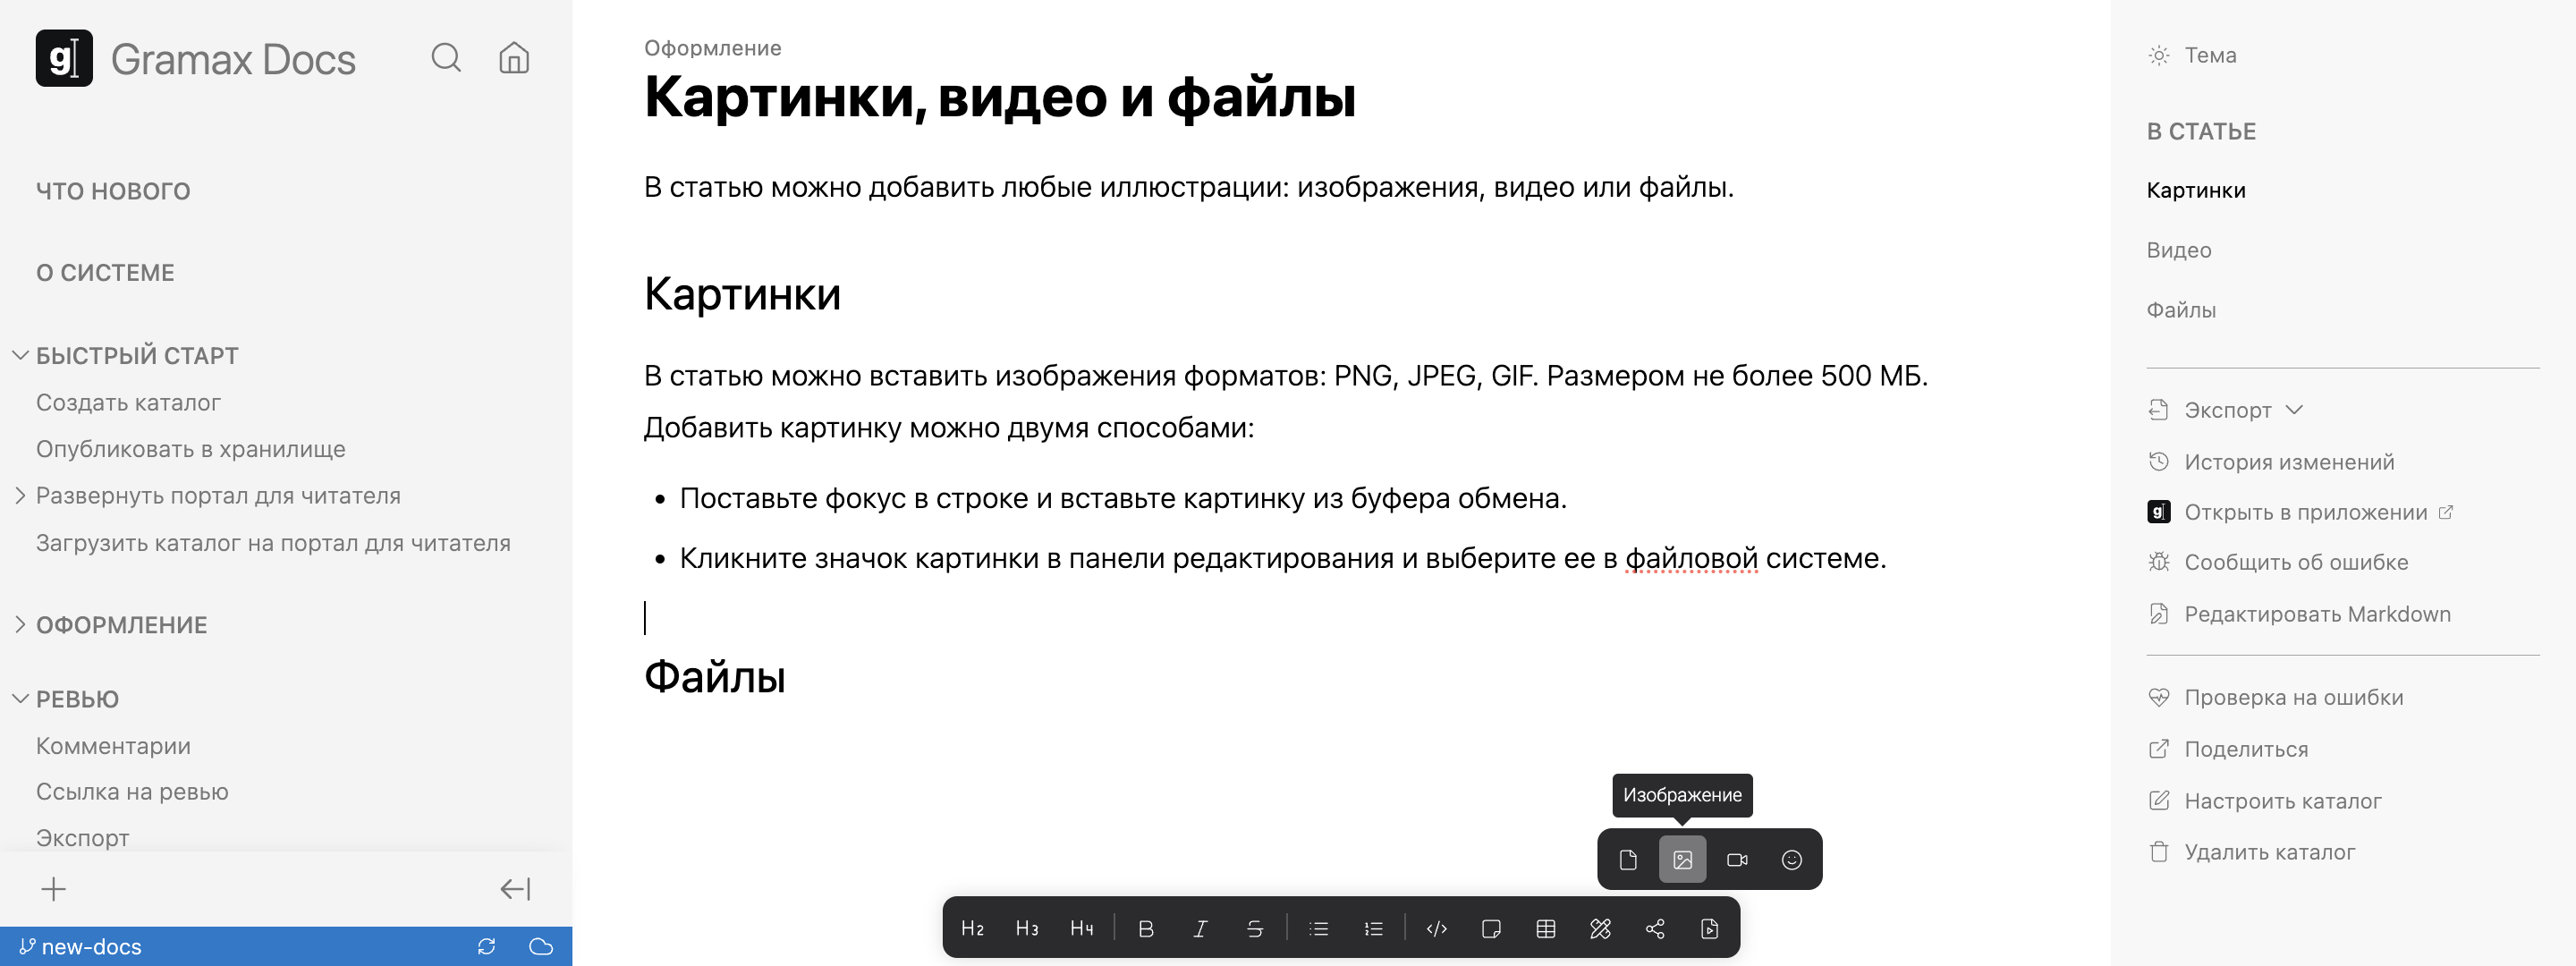 g
Gramax Docs
ЧТО НОВОГО
О СИСТЕМЕ
БЫСТРЫЙ СТАРТ
Создать каталог
Опубликовать в хранилище
Развернуть портал для читателя
Загрузить каталог на портал для читателя
ОФОРМЛЕНИЕ
РЕВЬЮ
Комментарии
Ссылка на ревью
Экспорт
new-docs
Оформление
Картинки, видео и файлы
В статью можно добавить любые иллюстрации: изображения, видео или файлы.
Картинки
В статью можно вставить изображения форматов: PNG, JPEG, GIF. Размером не более 500 МБ.
Добавить картинку можно двумя способами:
• Поставьте фокус в строке и вставьте картинку из буфера обмена.
• Кликните значок картинки в панели редактирования и выберите ее в файловой системе.
Файлы
Изображение
H2 H3 H4 B I S
Тема
В СТАТЬЕ
Картинки
Видео
Файлы
Экспорт
История изменений
g Открыть в приложении
Сообщить об ошибке
Редактировать Markdown
Проверка на ошибки
Поделиться
Настроить каталог
Удалить каталог